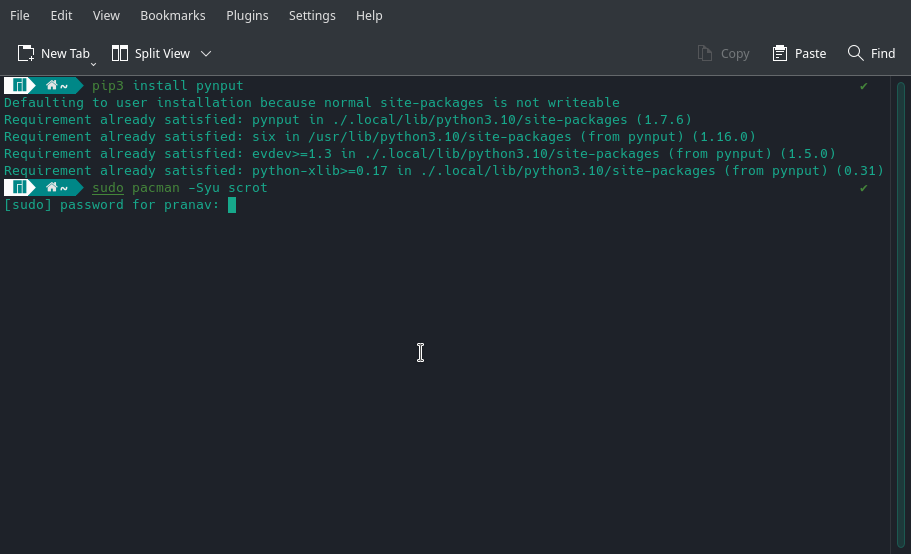 File Edit View Bookmarks Plugins Settings Help
New Tab Split View Copy Paste Find
~ pip3 install pynput ✔
Defaulting to user installation because normal site-packages is not writeable
Requirement already satisfied: pynput in ./.local/lib/python3.10/site-packages (1.7.6)
Requirement already satisfied: six in /usr/lib/python3.10/site-packages (from pynput) (1.16.0)
Requirement already satisfied: evdev>=1.3 in ./.local/lib/python3.10/site-packages (from pynput) (1.5.0)
Requirement already satisfied: python-xlib>=0.17 in ./.local/lib/python3.10/site-packages (from pynput) (0.31)
~ sudo pacman -Syu scrot ✔
[sudo] password for pranav: